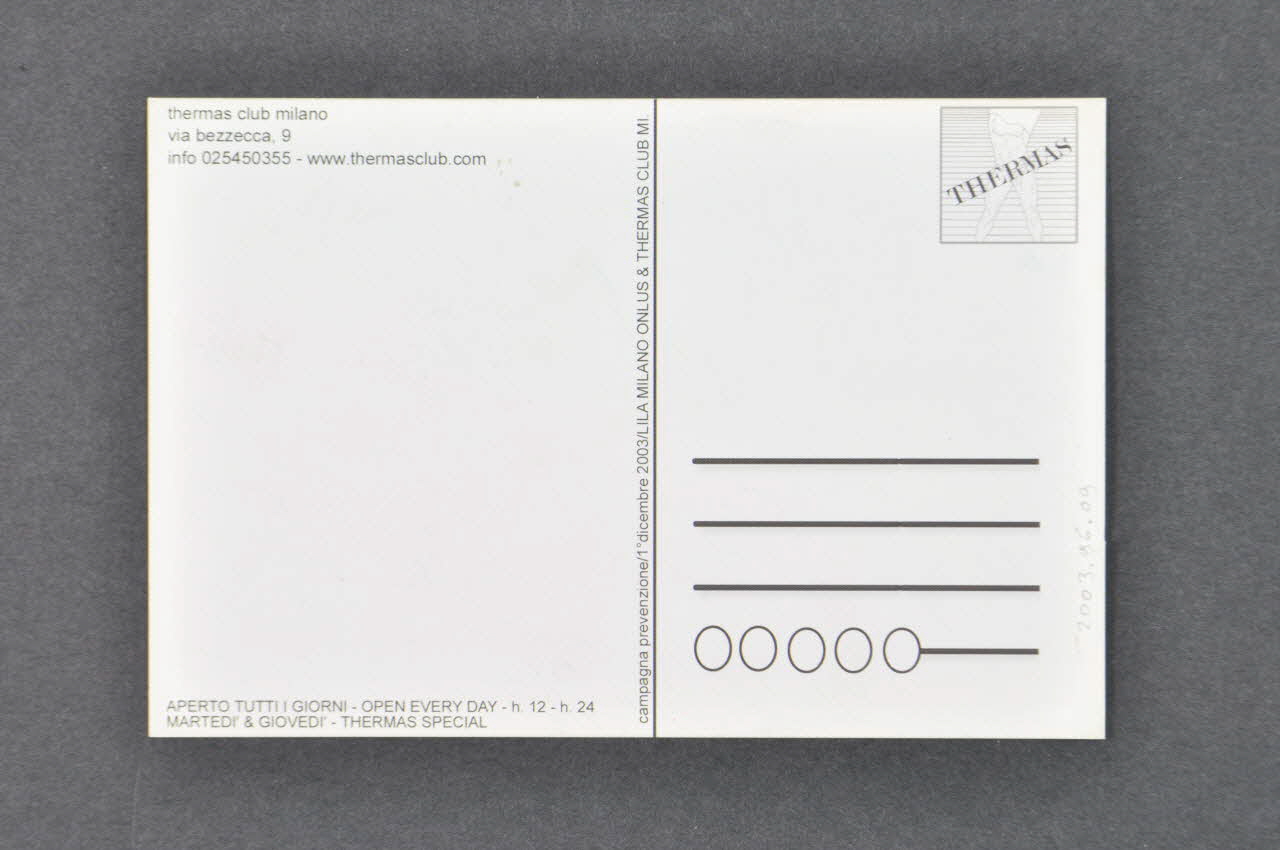 thermas club milano
via bezzecca, 9
info 025450355 - www.thermasclub.com
APERTO TUTTI I GIORNI - OPEN EVERY DAY - h. 12 - h. 24
MARTEDI' & GIOVEDI' - THERMAS SPECIAL
campagna prevenzione/1°dicembre 2003/LILA MILANO ONLUS & THERMAS CLUB MI.
THERMAS
2003.96.09